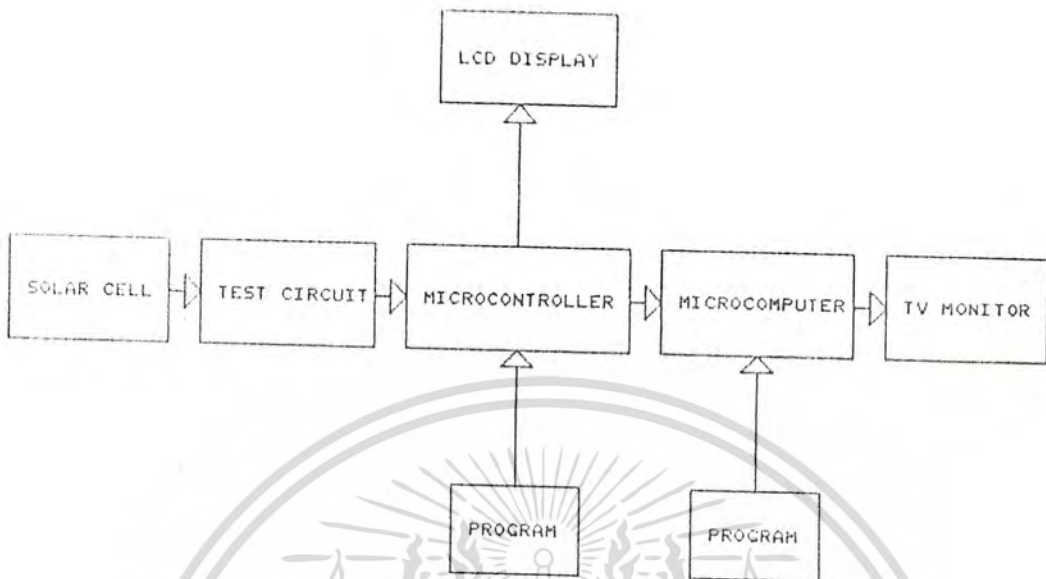 LCD DISPLAY
SOLAR CELL
TEST CIRCUIT
MICROCONTROLLER
MICROCOMPUTER
TV MONITOR
PROGRAM
PROGRAM